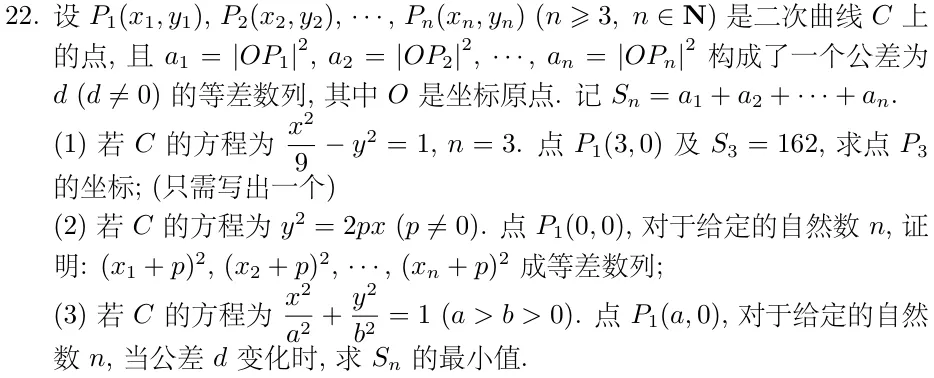 22. 设 P₁(x₁, y₁), P₂(x₂, y₂), ⋯, Pₙ(xₙ, yₙ) (n ⩾ 3, n ∈ N) 是二次曲线 C 上
的点, 且 a₁ = |OP₁|², a₂ = |OP₂|², ⋯, aₙ = |OPₙ|² 构成了一个公差为
d (d ≠ 0) 的等差数列, 其中 O 是坐标原点. 记 Sₙ = a₁ + a₂ + ⋯ + aₙ.
(1) 若 C 的方程为 x²/9 − y² = 1, n = 3. 点 P₁(3, 0) 及 S₃ = 162, 求点 P₃
的坐标; (只需写出一个)
(2) 若 C 的方程为 y² = 2px (p ≠ 0). 点 P₁(0, 0), 对于给定的自然数 n, 证
明: (x₁ + p)², (x₂ + p)², ⋯, (xₙ + p)² 成等差数列;
(3) 若 C 的方程为 x²/a² + y²/b² = 1 (a > b > 0). 点 P₁(a, 0), 对于给定的自然
数 n, 当公差 d 变化时, 求 Sₙ 的最小值.